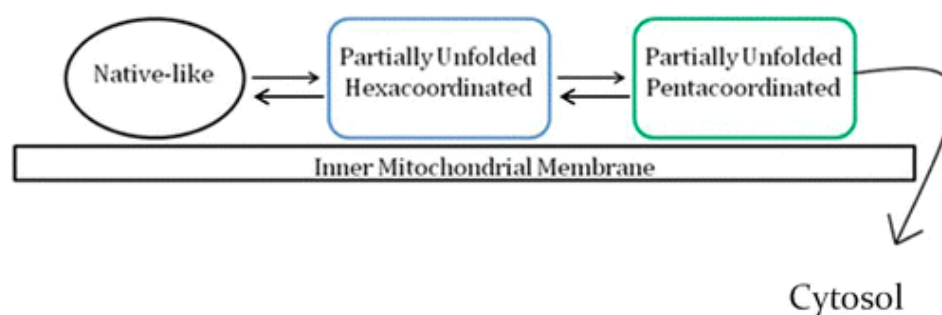 Native-like
Partially Unfolded
Hexacoordinated
Partially Unfolded
Pentacoordinated
Inner Mitochondrial Membrane
Cytosol